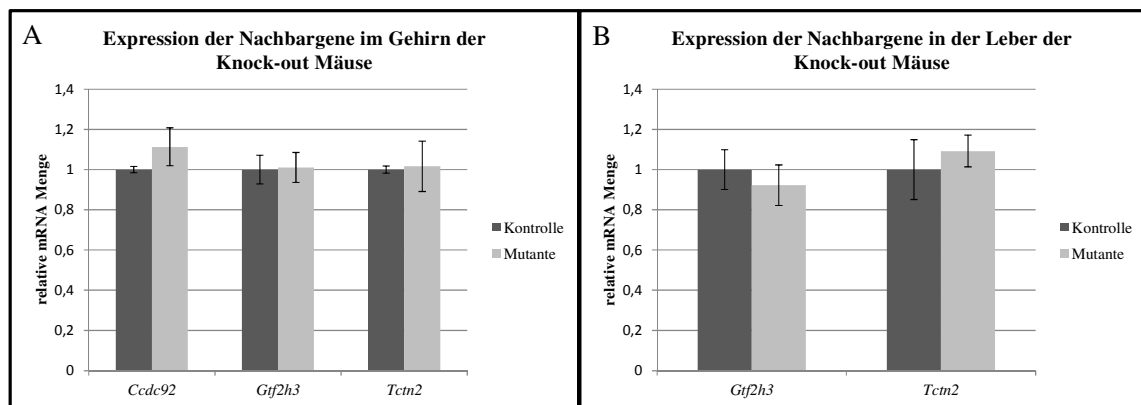 A
Expression der Nachbargene im Gehirn der
Knock-out Mäuse
relative mRNA Menge
1,4
1,2
1
0,8
0,6
0,4
0,2
0
Ccdc92
Gtf2h3
Tctn2
Kontrolle
Mutante
B
Expression der Nachbargene in der Leber der
Knock-out Mäuse
relative mRNA Menge
1,4
1,2
1
0,8
0,6
0,4
0,2
0
Gtf2h3
Tctn2
Kontrolle
Mutante